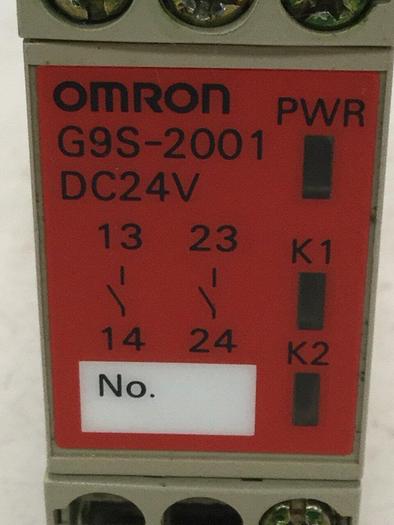 OMRON
PWR
G9S-2001
DC24V
13 23
K1
14 24
K2
No.